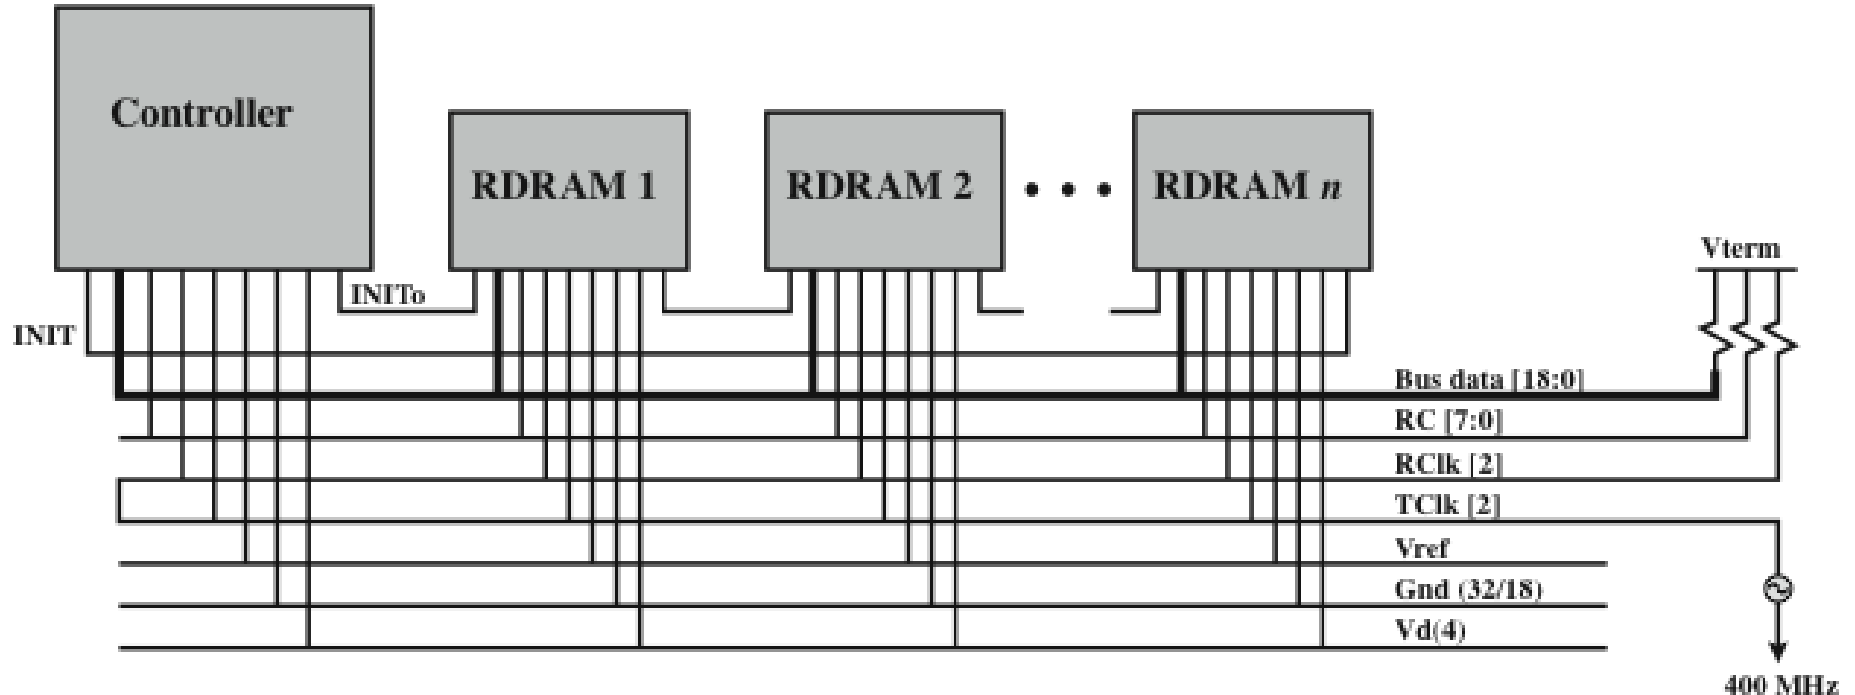 Controller
RDRAM 1
RDRAM 2
• • •
RDRAM n
Vterm
INITo
INIT
Bus data [18:0]
RC [7:0]
RClk [2]
TClk [2]
Vref
Gnd (32/18)
Vd(4)
400 MHz